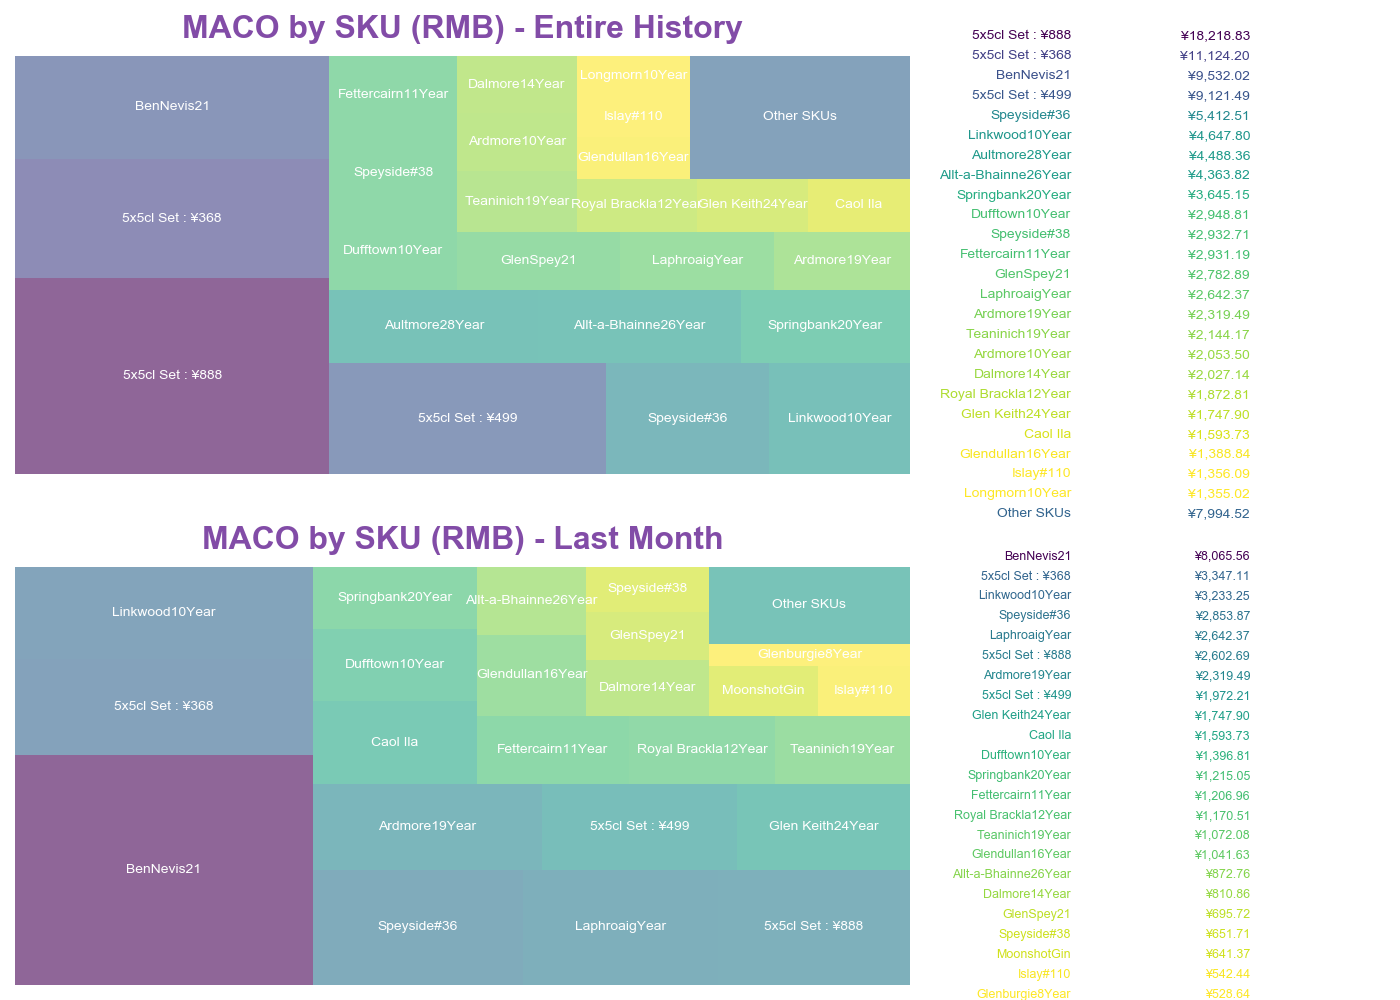 MACO by SKU (RMB) - Entire History
BenNevis21
5x5cl Set : ¥368
5x5cl Set : ¥888
Fettercairn11Year
Speyside#38
Dufftown10Year
Dalmore14Year
Ardmore10Year
Teaninich19Year
Longmorn10Year
Islay#110
Glendullan16Year
Other SKUs
Royal Brackla12Year
Glen Keith24Year
Caol Ila
GlenSpey21
LaphroaigYear
Ardmore19Year
Aultmore28Year
Allt-a-Bhainne26Year
Springbank20Year
5x5cl Set : ¥499
Speyside#36
Linkwood10Year
5x5cl Set : ¥888 ¥18,218.83
5x5cl Set : ¥368 ¥11,124.20
BenNevis21 ¥9,532.02
5x5cl Set : ¥499 ¥9,121.49
Speyside#36 ¥5,412.51
Linkwood10Year ¥4,647.80
Aultmore28Year ¥4,488.36
Allt-a-Bhainne26Year ¥4,363.82
Springbank20Year ¥3,645.15
Dufftown10Year ¥2,948.81
Speyside#38 ¥2,932.71
Fettercairn11Year ¥2,931.19
GlenSpey21 ¥2,782.89
LaphroaigYear ¥2,642.37
Ardmore19Year ¥2,319.49
Teaninich19Year ¥2,144.17
Ardmore10Year ¥2,053.50
Dalmore14Year ¥2,027.14
Royal Brackla12Year ¥1,872.81
Glen Keith24Year ¥1,747.90
Caol Ila ¥1,593.73
Glendullan16Year ¥1,388.84
Islay#110 ¥1,356.09
Longmorn10Year ¥1,355.02
Other SKUs ¥7,994.52
MACO by SKU (RMB) - Last Month
Linkwood10Year
5x5cl Set : ¥368
BenNevis21
Springbank20Year
Dufftown10Year
Caol Ila
Allt-a-Bhainne26Year
Glendullan16Year
Speyside#38
GlenSpey21
Dalmore14Year
Other SKUs
Glenburgie8Year
MoonshotGin
Islay#110
Fettercairn11Year
Royal Brackla12Year
Teaninich19Year
Ardmore19Year
5x5cl Set : ¥499
Glen Keith24Year
Speyside#36
LaphroaigYear
5x5cl Set : ¥888
BenNevis21 ¥8,065.56
5x5cl Set : ¥368 ¥3,347.11
Linkwood10Year ¥3,233.25
Speyside#36 ¥2,853.87
LaphroaigYear ¥2,642.37
5x5cl Set : ¥888 ¥2,602.69
Ardmore19Year ¥2,319.49
5x5cl Set : ¥499 ¥1,972.21
Glen Keith24Year ¥1,747.90
Caol Ila ¥1,593.73
Dufftown10Year ¥1,396.81
Springbank20Year ¥1,215.05
Fettercairn11Year ¥1,206.96
Royal Brackla12Year ¥1,170.51
Teaninich19Year ¥1,072.08
Glendullan16Year ¥1,041.63
Allt-a-Bhainne26Year ¥872.76
Dalmore14Year ¥810.86
GlenSpey21 ¥695.72
Speyside#38 ¥651.71
MoonshotGin ¥641.37
Islay#110 ¥542.44
Glenburgie8Year ¥528.64